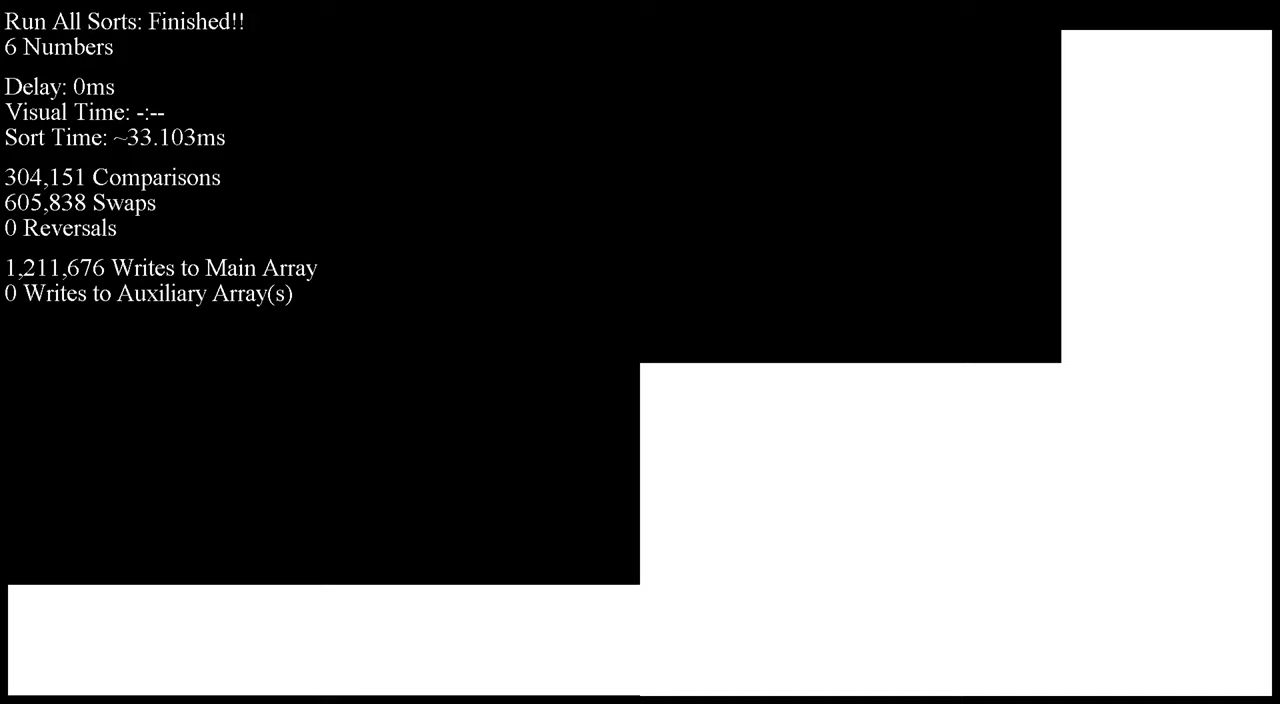 Run All Sorts: Finished!!
6 Numbers
Delay: 0ms
Visual Time: -:--
Sort Time: ~33.103ms
304,151 Comparisons
605,838 Swaps
0 Reversals
1,211,676 Writes to Main Array
0 Writes to Auxiliary Array(s)